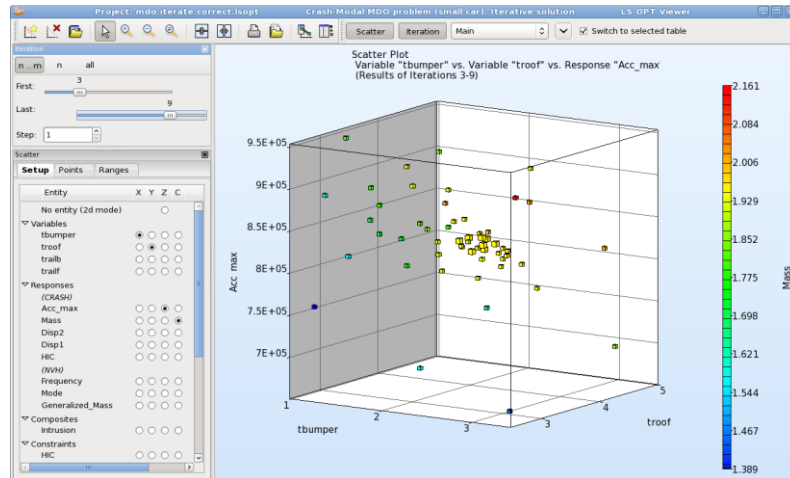 Project: mdo.iterate.correct.lsopt Crash-Modal MDO problem (small car). Iterative solution LS-OPT Viewer
Scatter Iteration Main Switch to selected table
Iteration
n .. m n all
3
First:
9
Last:
Step: 1
Scatter
Setup Points Ranges
Entity X Y Z C
No entity (2d mode)
Variables
tbumper
troof
trailb
trailf
Responses
(CRASH)
Acc_max
Mass
Disp2
Disp1
HIC
(NVH)
Frequency
Mode
Generalized_Mass
Composites
Intrusion
Constraints
HIC
Scatter Plot
Variable "tbumper" vs. Variable "troof" vs. Response "Acc_max"
(Results of Iterations 3-9)
9.5E+05
9E+05
8.5E+05
8E+05
7.5E+05
7E+05
Acc_max
1
2
3
tbumper
3
4
5
troof
2.161
2.084
2.006
1.929
1.852
1.775
1.698
1.621
1.544
1.467
1.389
Mass